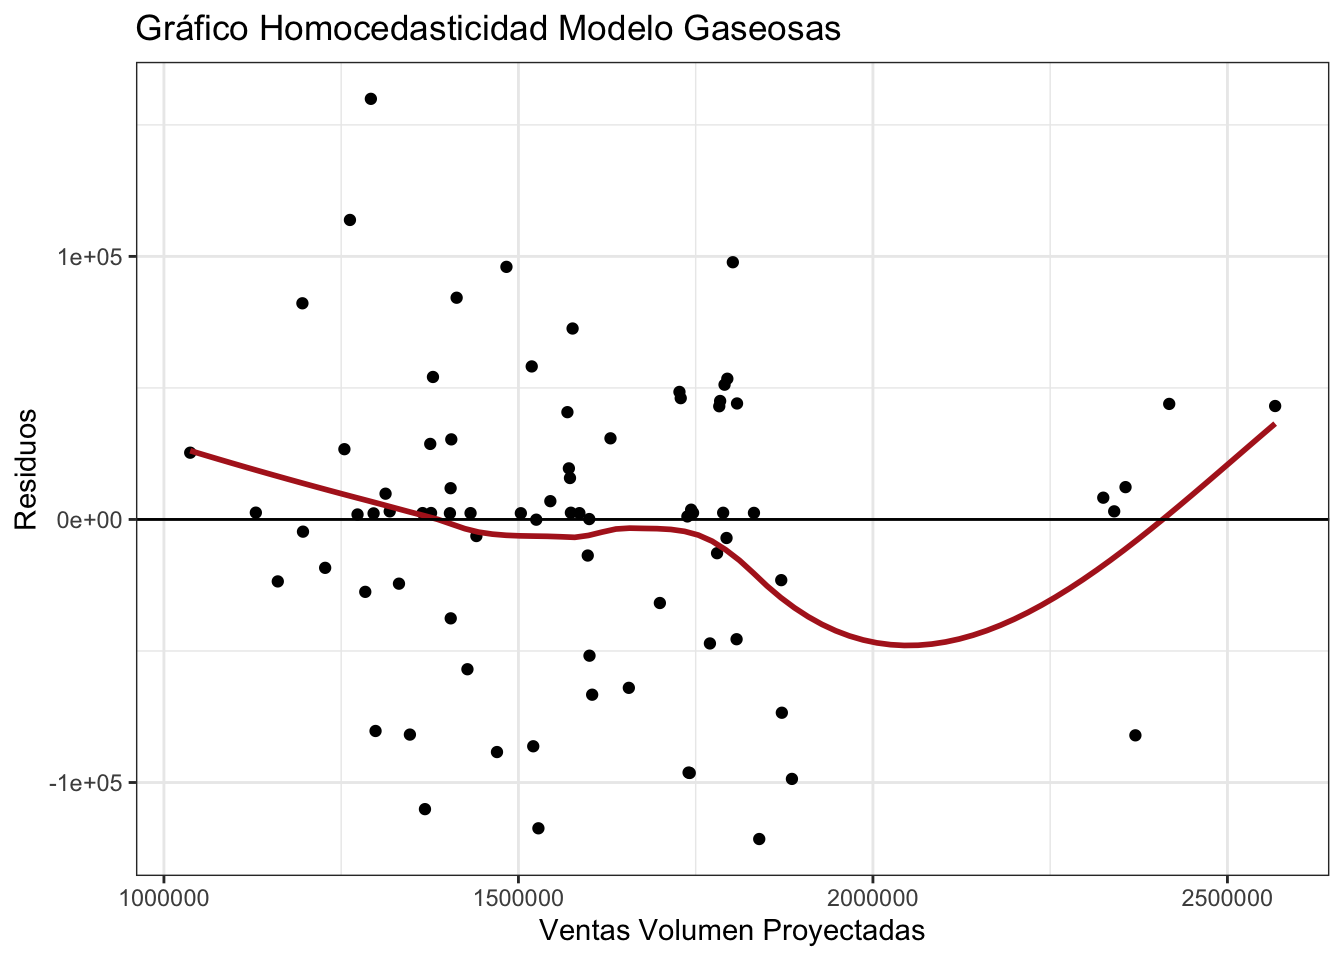 Gráfico Homocedasticidad Modelo Gaseosas
Residuos
1e+05
0e+00
-1e+05
1000000 1500000 2000000 2500000
Ventas Volumen Proyectadas